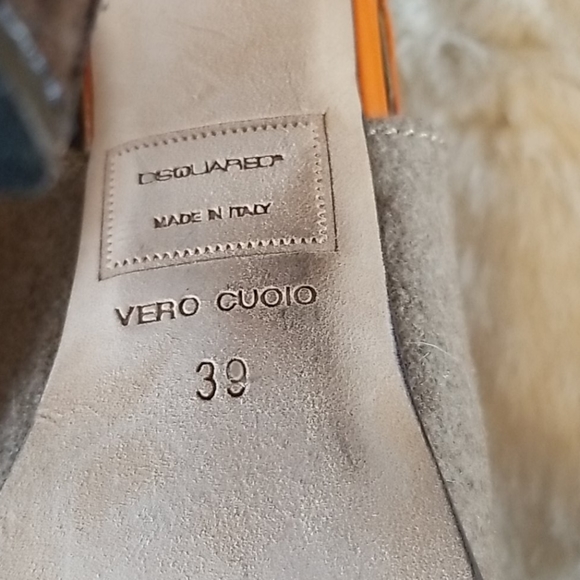 DSQUARED²
MADE IN ITALY
VERO CUOIO
39